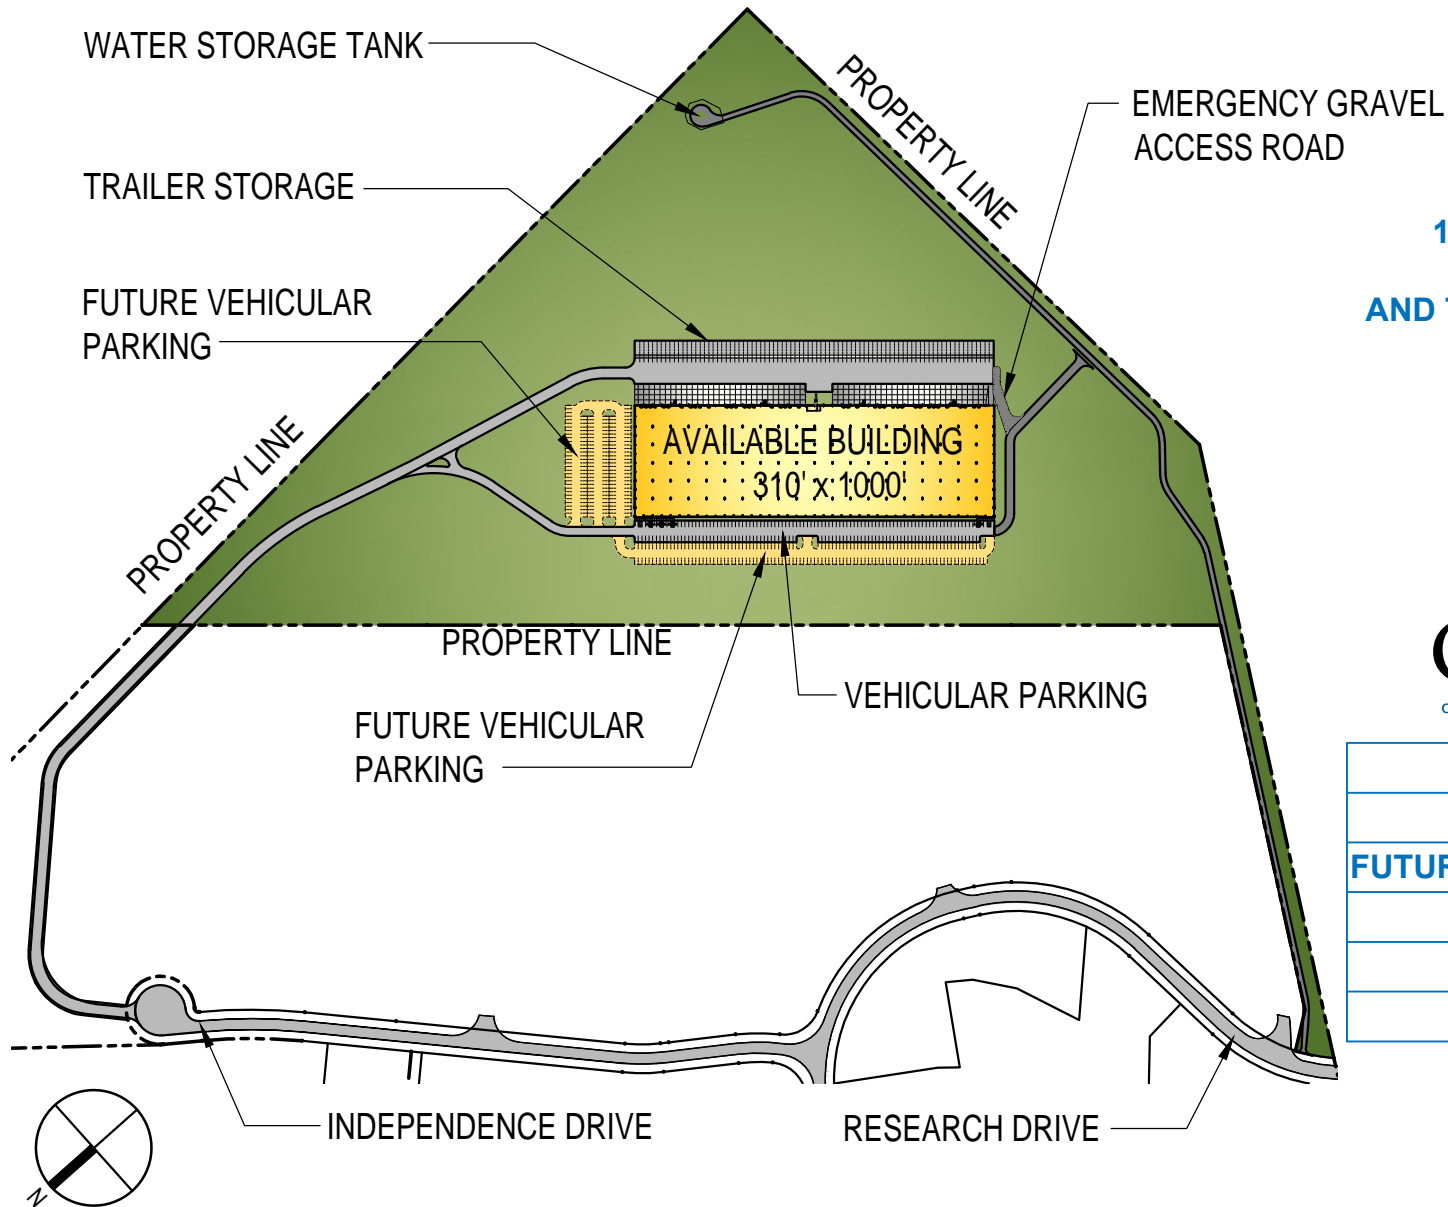 WATER STORAGE TANK
PROPERTY LINE
EMERGENCY GRAVEL
ACCESS ROAD
TRAILER STORAGE
1
AND
FUTURE VEHICULAR
PARKING
AVAILABLE BUILDING
310' x 1000'
PROPERTY LINE
PROPERTY LINE
VEHICULAR PARKING
FUTURE VEHICULAR
PARKING
FUTUR
INDEPENDENCE DRIVE
RESEARCH DRIVE
N